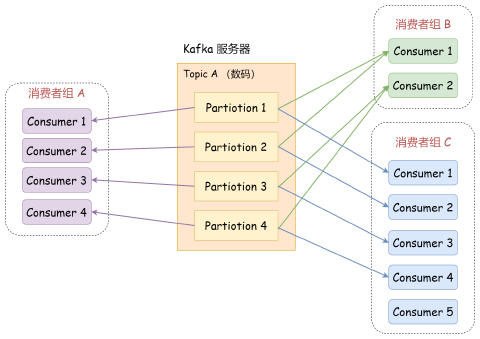 Kafka 服务器
Topic A （数码）
Partiotion 1
Partiotion 2
Partiotion 3
Partiotion 4
消费者组 A
Consumer 1
Consumer 2
Consumer 3
Consumer 4
消费者组 B
Consumer 1
Consumer 2
消费者组 C
Consumer 1
Consumer 2
Consumer 3
Consumer 4
Consumer 5